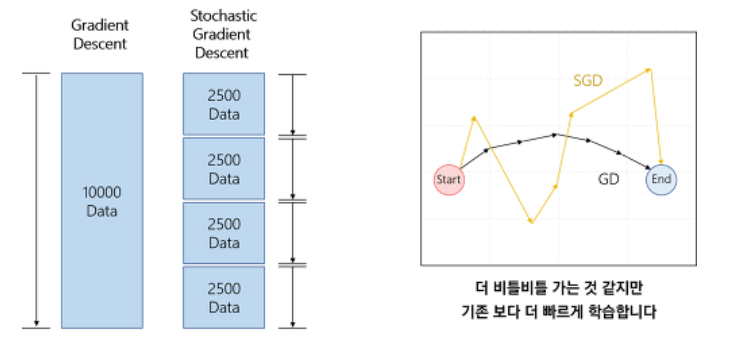 Gradient
Descent
Stochastic
Gradient
Descent
10000
Data
2500
Data
2500
Data
2500
Data
2500
Data
SGD
Start
GD
End
더 비틀비틀 가는 것 같지만
기존 보다 더 빠르게 학습합니다